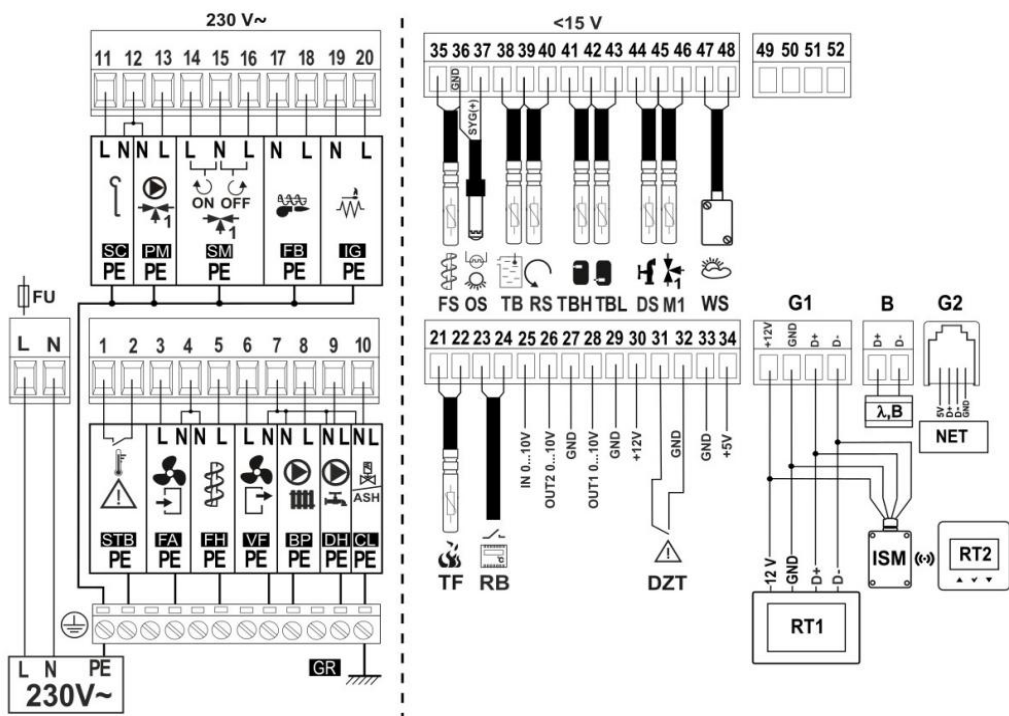 230 V~
<15 V
11 12 13 14 15 16 17 18 19 20
35 36 37 38 39 40 41 42 43 44 45 46 47 48
49 50 51 52
GND
SYG(+)
L N L L N L N L N L
ON OFF
1
1
SC PM SM FB IG
PE PE PE PE PE
FU
L N
FS OS TB RS TBH TBL DS M1 WS
1
1 2 3 4 5 6 7 8 9 10
21 22 23 24 25 26 27 28 29 30 31 32 33 34
G1 B G2
+12V GND D+ D-
D+ D-
5V D+ D- GND
λ,B
NET
L N L L N N L N L N L
ASH
STB FA FH VF BP DH CL
PE PE PE PE PE PE PE
IN 0...10V
OUT2 0...10V
GND
OUT1 0...10V
GND
+12V
GND
GND
+5V
TF RB DZT
ISM
RT2
12 V GND D+ D-
RT1
L N PE
230V~
GR